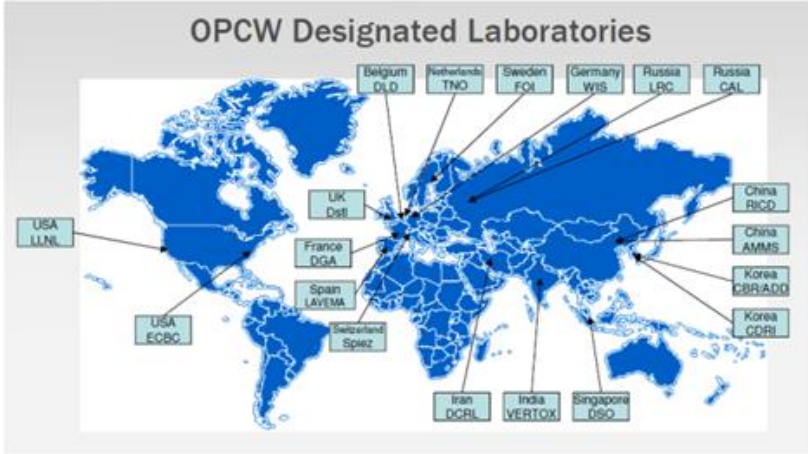 OPCW Designated Laboratories
Belgium
DLD
Netherlands
TNO
Sweden
FOI
Germany
WIS
Russia
LRC
Russia
CAL
UK
Dstl
USA
LLNL
France
DGA
Spain
LAVEMA
Switzerland
Spiez
USA
ECBC
China
RICD
China
AMMS
Korea
CBR/ADD
Korea
CDRI
Iran
DCRL
India
VERTOX
Singapore
DSO